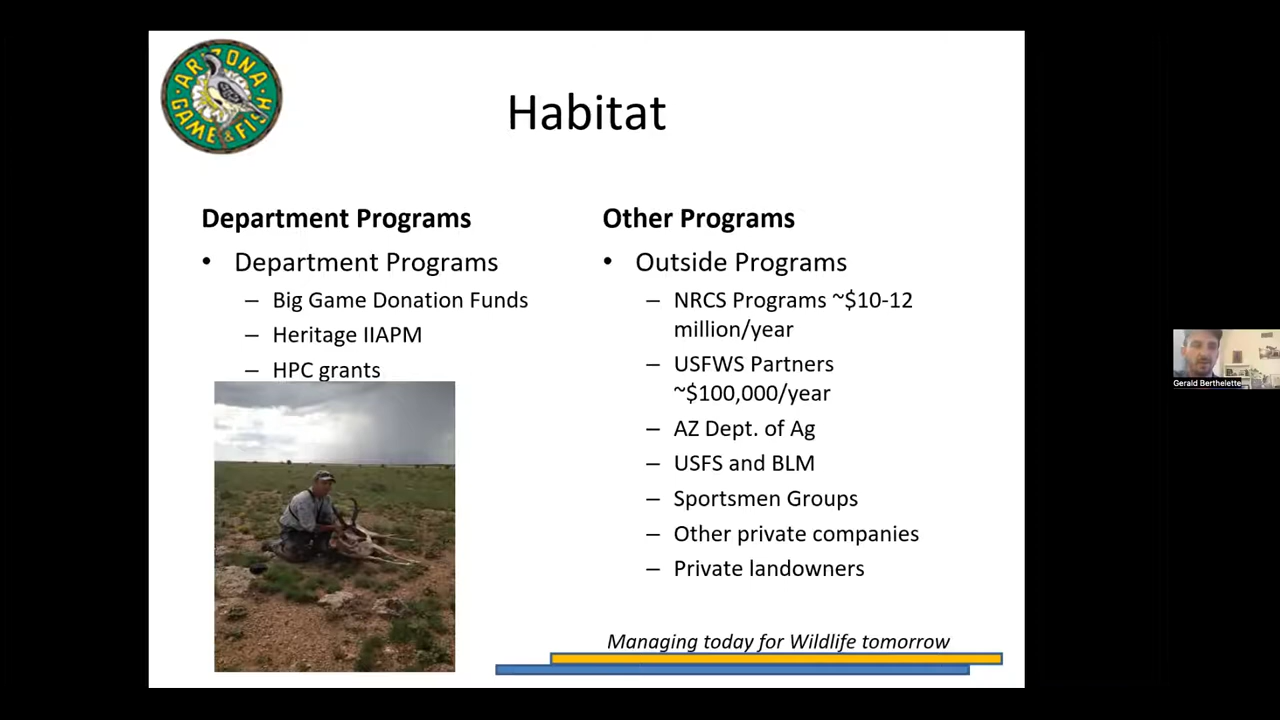 ARIZONA
GAME & FISH
Habitat
Department Programs
• Department Programs
– Big Game Donation Funds
– Heritage IIAPM
– HPC grants
Other Programs
• Outside Programs
– NRCS Programs ~$10-12
million/year
– USFWS Partners
~$100,000/year
– AZ Dept. of Ag
– USFS and BLM
– Sportsmen Groups
– Other private companies
– Private landowners
Managing today for Wildlife tomorrow
Gerald Berthelette